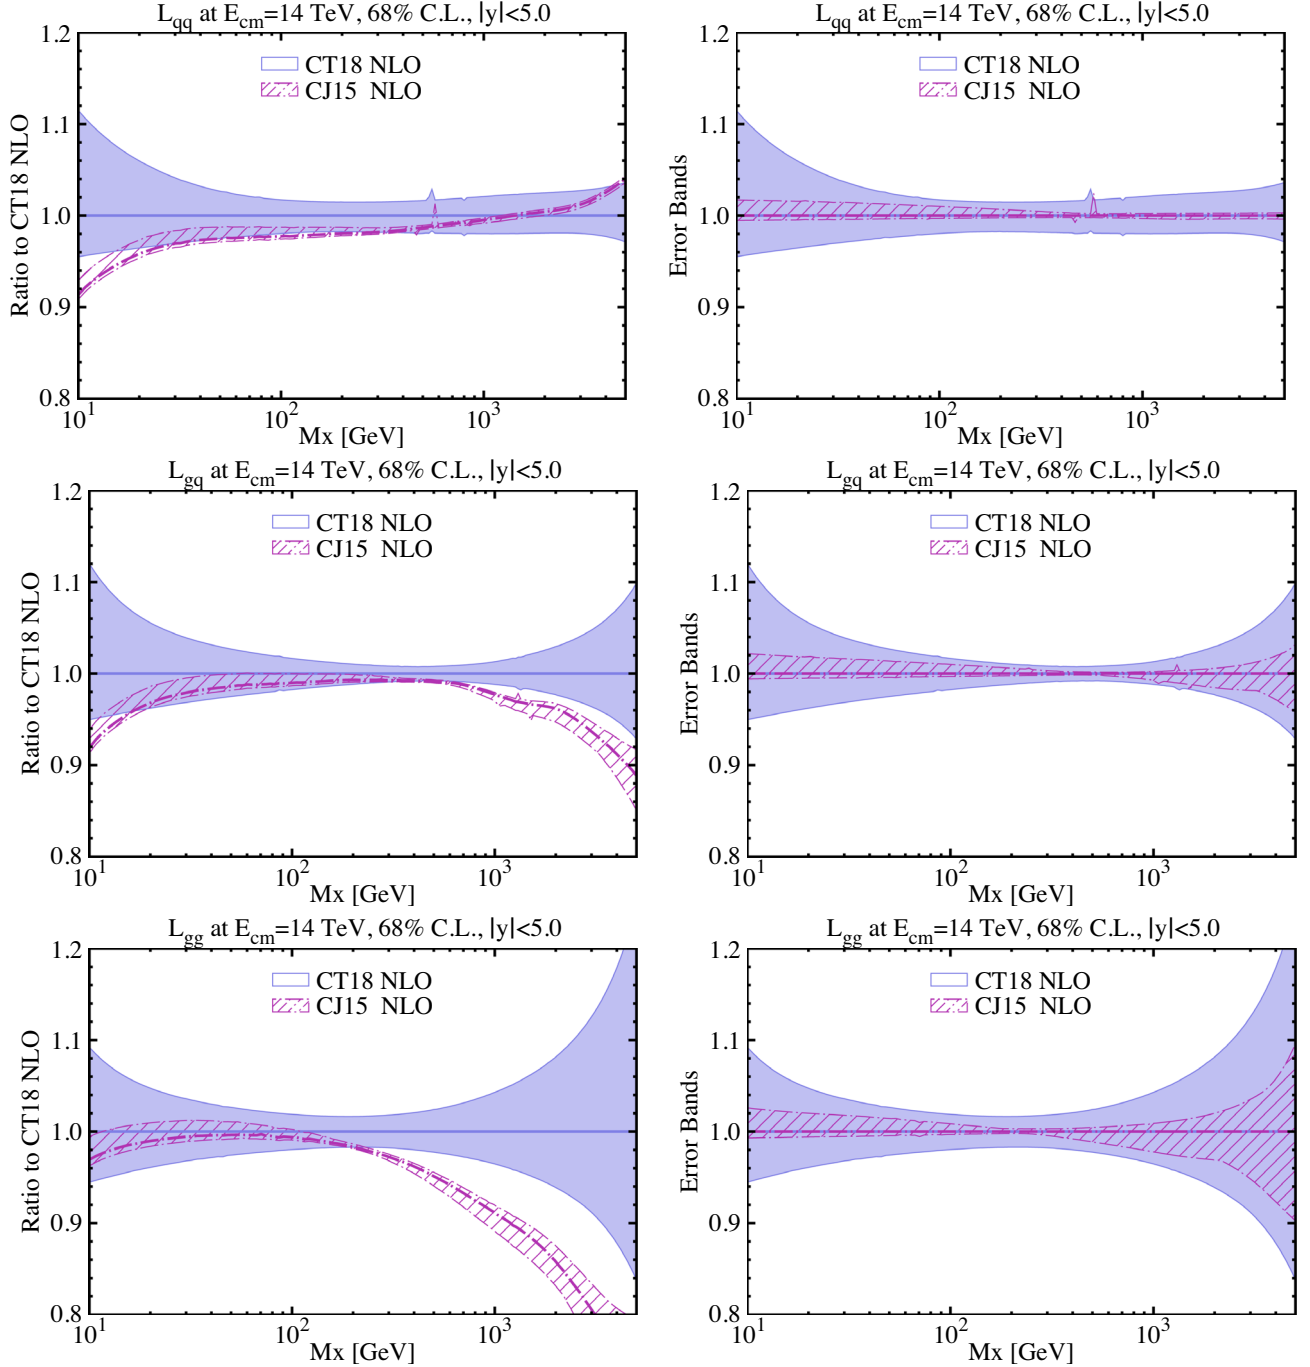 L_qq at E_cm=14 TeV, 68% C.L., |y|<5.0
Ratio to CT18 NLO
1.2
1.1
1.0
0.9
0.8
CT18 NLO
CJ15 NLO
10^1
10^2
10^3
Mx [GeV]
L_qq at E_cm=14 TeV, 68% C.L., |y|<5.0
Error Bands
1.2
1.1
1.0
0.9
0.8
CT18 NLO
CJ15 NLO
10^1
10^2
10^3
Mx [GeV]
L_gq at E_cm=14 TeV, 68% C.L., |y|<5.0
Ratio to CT18 NLO
1.2
1.1
1.0
0.9
0.8
CT18 NLO
CJ15 NLO
10^1
10^2
10^3
Mx [GeV]
L_gq at E_cm=14 TeV, 68% C.L., |y|<5.0
Error Bands
1.2
1.1
1.0
0.9
0.8
CT18 NLO
CJ15 NLO
10^1
10^2
10^3
Mx [GeV]
L_gg at E_cm=14 TeV, 68% C.L., |y|<5.0
Ratio to CT18 NLO
1.2
1.1
1.0
0.9
0.8
CT18 NLO
CJ15 NLO
10^1
10^2
10^3
Mx [GeV]
L_gg at E_cm=14 TeV, 68% C.L., |y|<5.0
Error Bands
1.2
1.1
1.0
0.9
0.8
CT18 NLO
CJ15 NLO
10^1
10^2
10^3
Mx [GeV]